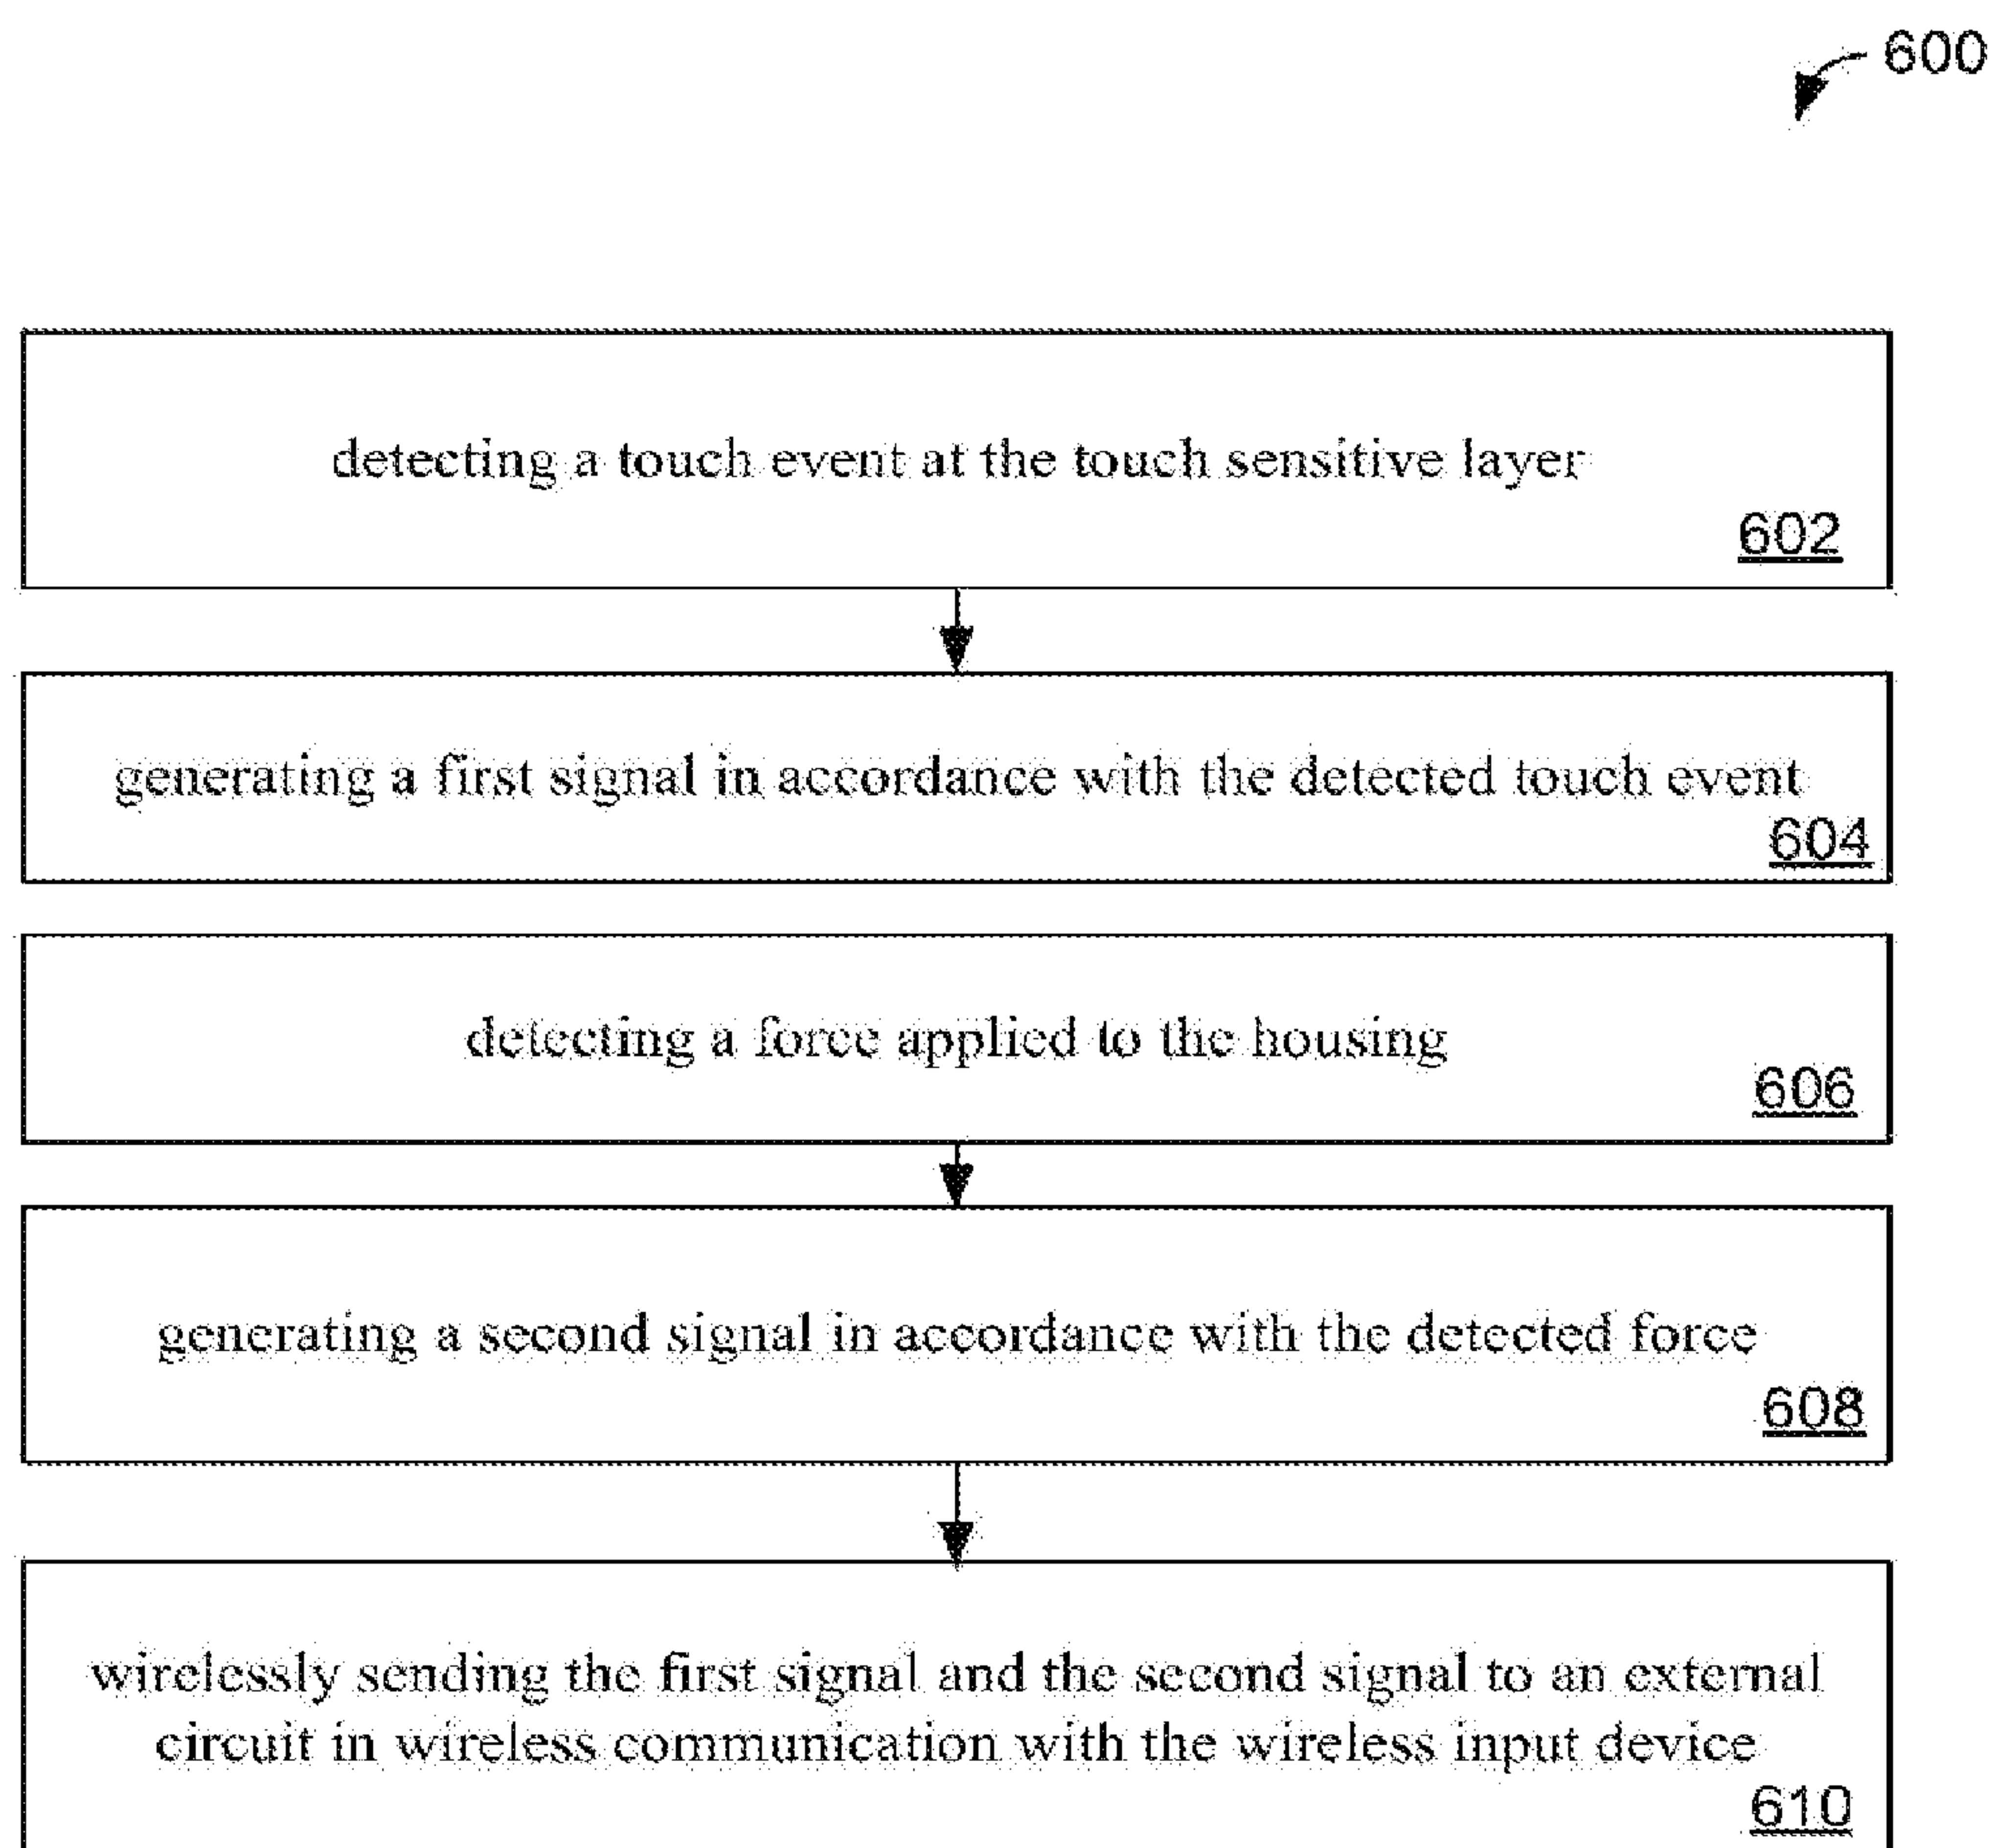 600
detecting a touch event at the touch sensitive layer
602
generating a first signal in accordance with the detected touch event
604
detecting a force applied to the housing
606
generating a second signal in accordance with the detected force
608
wirelessly sending the first signal and the second signal to an external
circuit in wireless communication with the wireless input device
610